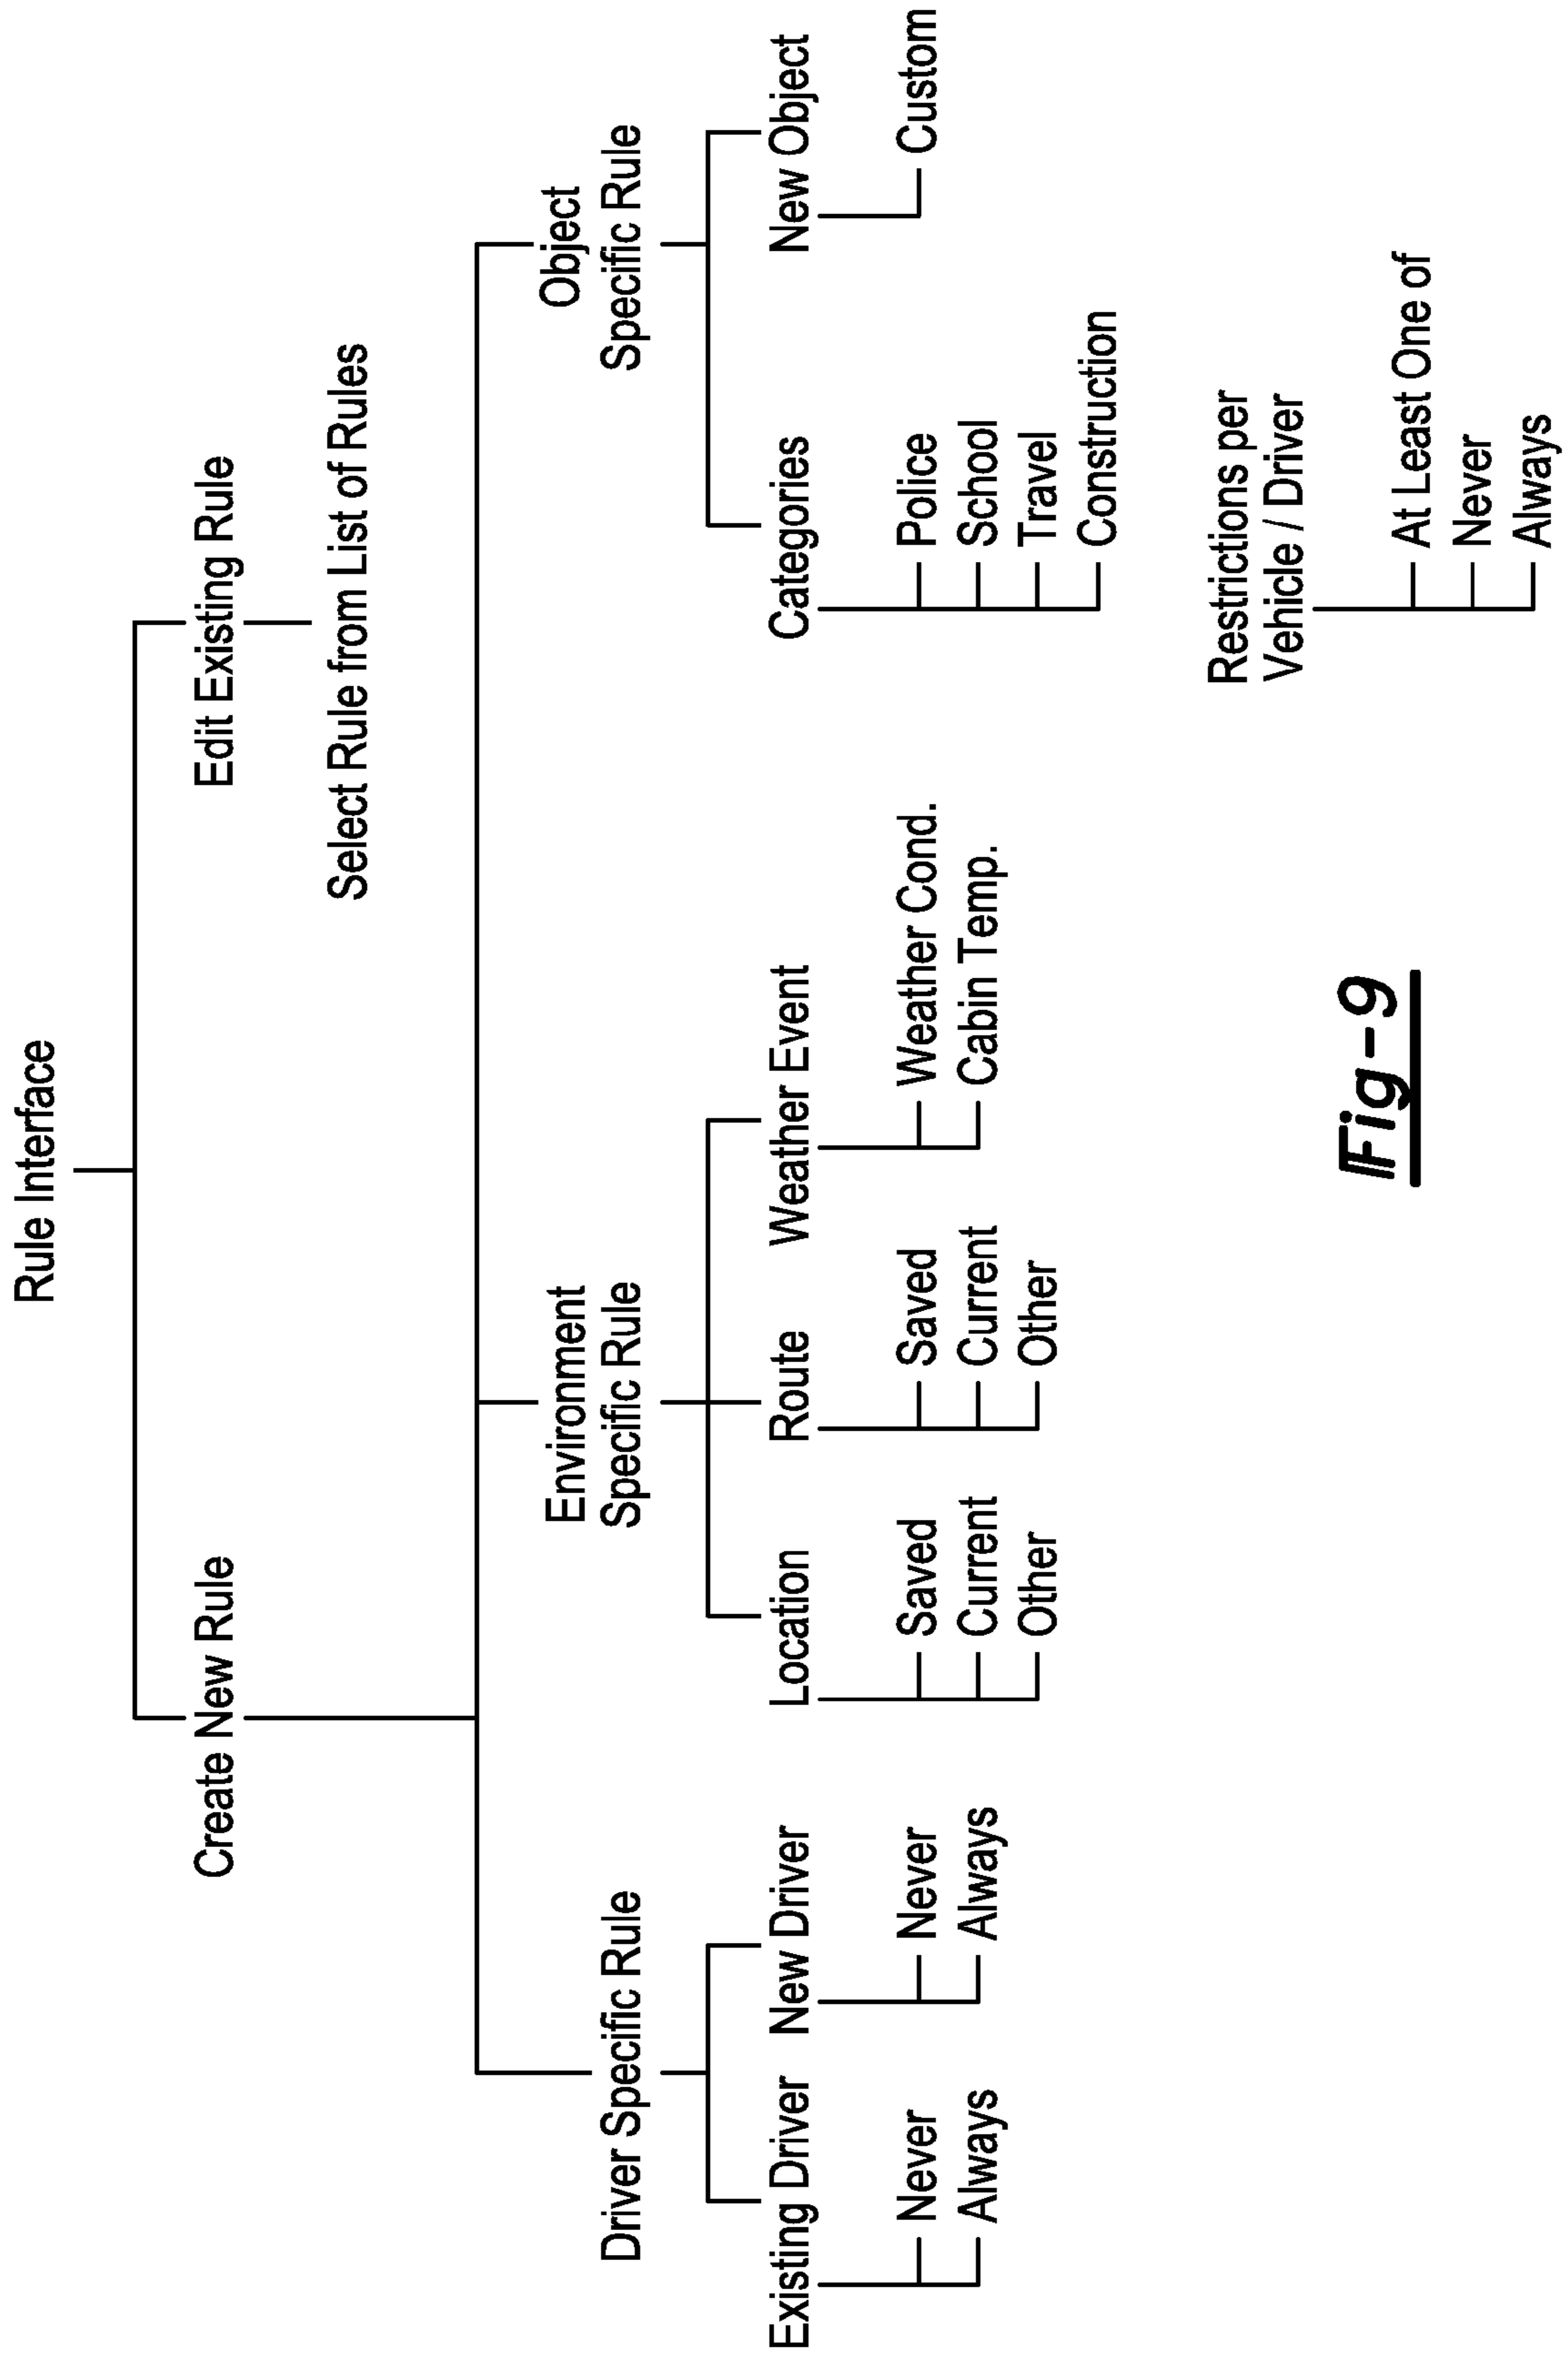 Rule Interface
Create New Rule
Edit Existing Rule
Select Rule from List of Rules
Driver Specific Rule
Environment
Specific Rule
Object
Specific Rule
Existing Driver
Never
Always
New Driver
Never
Always
Location
Saved
Current
Other
Route
Saved
Current
Other
Weather Event
Weather Cond.
Cabin Temp.
Categories
Police
School
Travel
Construction
New Object
Custom
Restrictions per
Vehicle / Driver
At Least One of
Never
Always
Fig-9